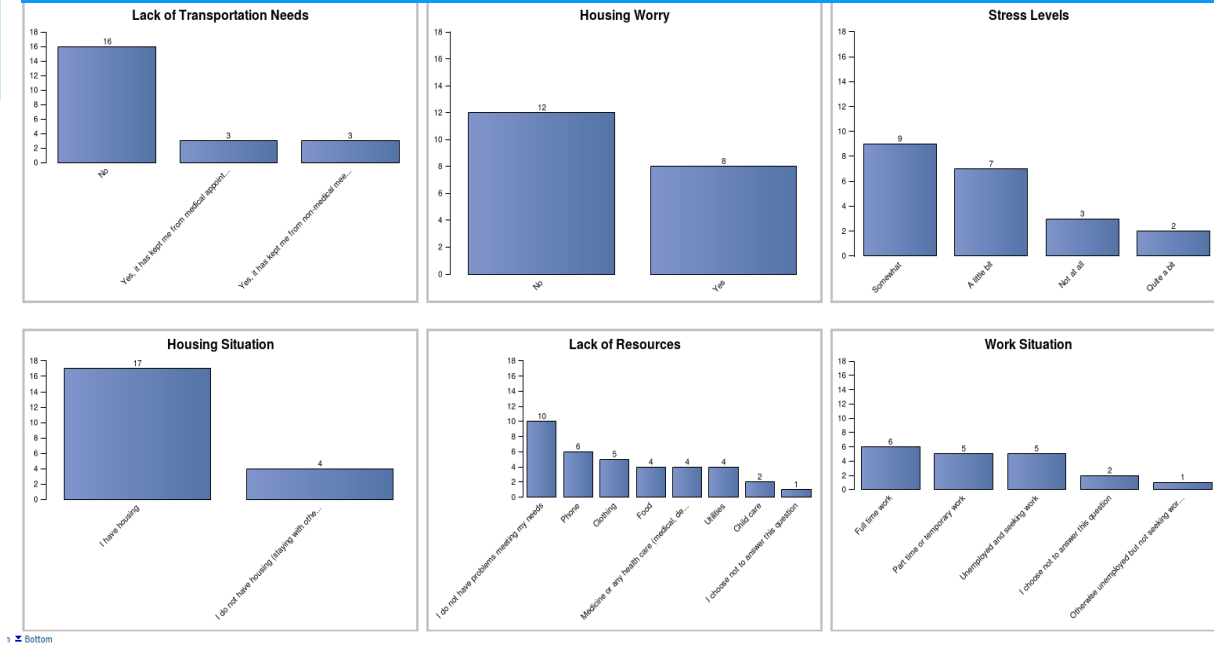 Lack of Transportation Needs
18
16
14
12
10
8
6
4
2
0
16
3
3
No
Yes, it has kept me from medical appoint...
Yes, it has kept me from non-medical mee...
Housing Worry
18
16
14
12
10
8
6
4
2
0
12
8
No
Yes
Stress Levels
18
16
14
12
10
8
6
4
2
0
9
7
3
2
Somewhat
A little bit
Not at all
Quite a bit
Housing Situation
18
16
14
12
10
8
6
4
2
0
17
4
I have housing
I do not have housing (staying with othe...
Lack of Resources
18
16
14
12
10
8
6
4
2
0
10
6
5
4
4
4
2
1
I do not have problems meeting my needs
Phone
Clothing
Food
Medicine or any health care (medical, de...
Utilities
Child care
I choose not to answer this question
Work Situation
18
16
14
12
10
8
6
4
2
0
6
5
5
2
1
Full time work
Part time or temporary work
Unemployed and seeking work
I choose not to answer this question
Otherwise unemployed but not seeking wor...
Bottom